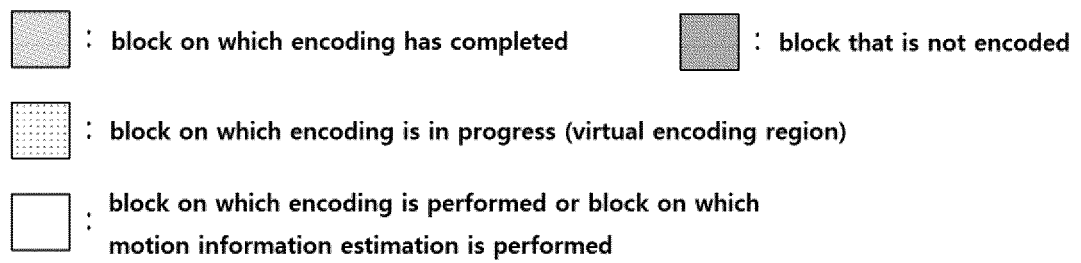 : block on which encoding has completed
: block that is not encoded
: block on which encoding is in progress (virtual encoding region)
: block on which encoding is performed or block on which
motion information estimation is performed